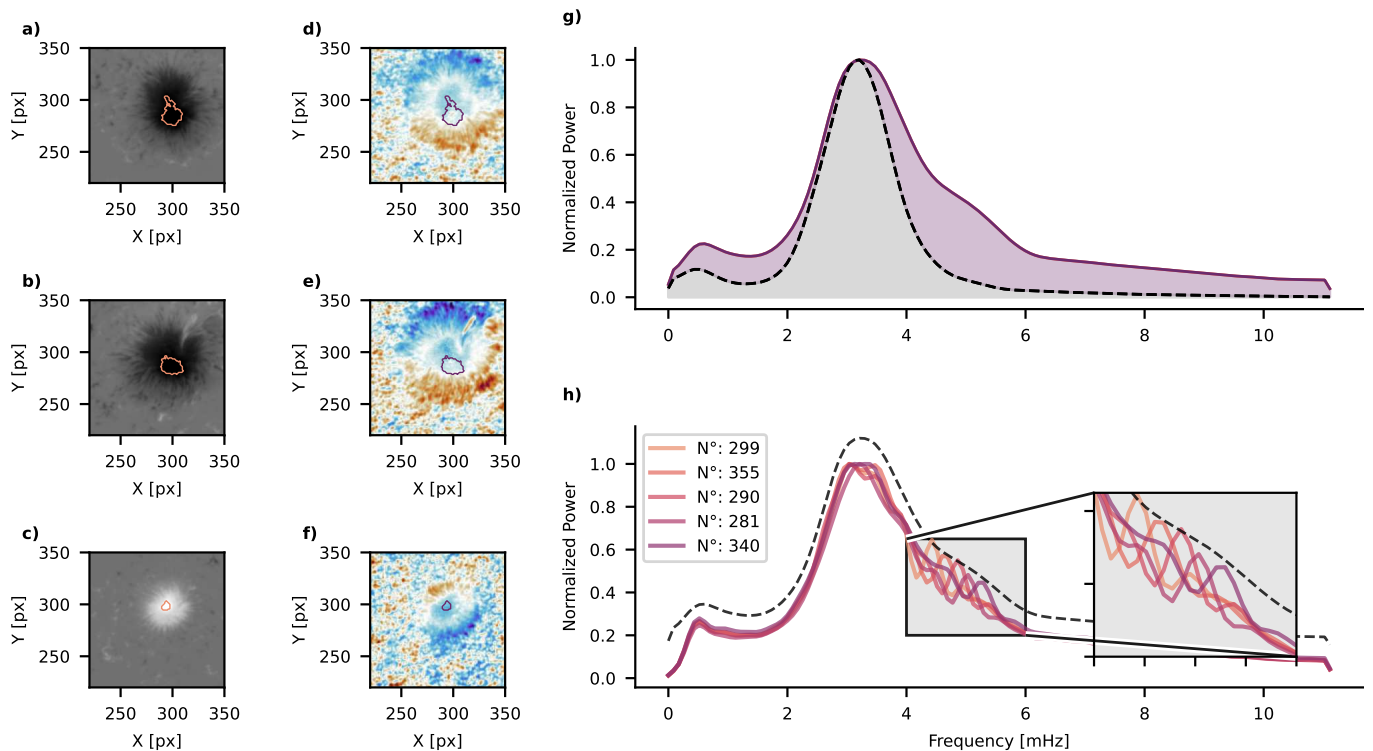 a)
350
300
250
Y [px]
250 300 350
X [px]
d)
350
300
250
Y [px]
250 300 350
X [px]
b)
350
300
250
Y [px]
250 300 350
X [px]
e)
350
300
250
Y [px]
250 300 350
X [px]
c)
350
300
250
Y [px]
250 300 350
X [px]
f)
350
300
250
Y [px]
250 300 350
X [px]
g)
1.0
0.8
0.6
0.4
0.2
0.0
Normalized Power
0 2 4 6 8 10
h)
1.0
0.8
0.6
0.4
0.2
0.0
Normalized Power
N°: 299
N°: 355
N°: 290
N°: 281
N°: 340
0 2 4 6 8 10
Frequency [mHz]